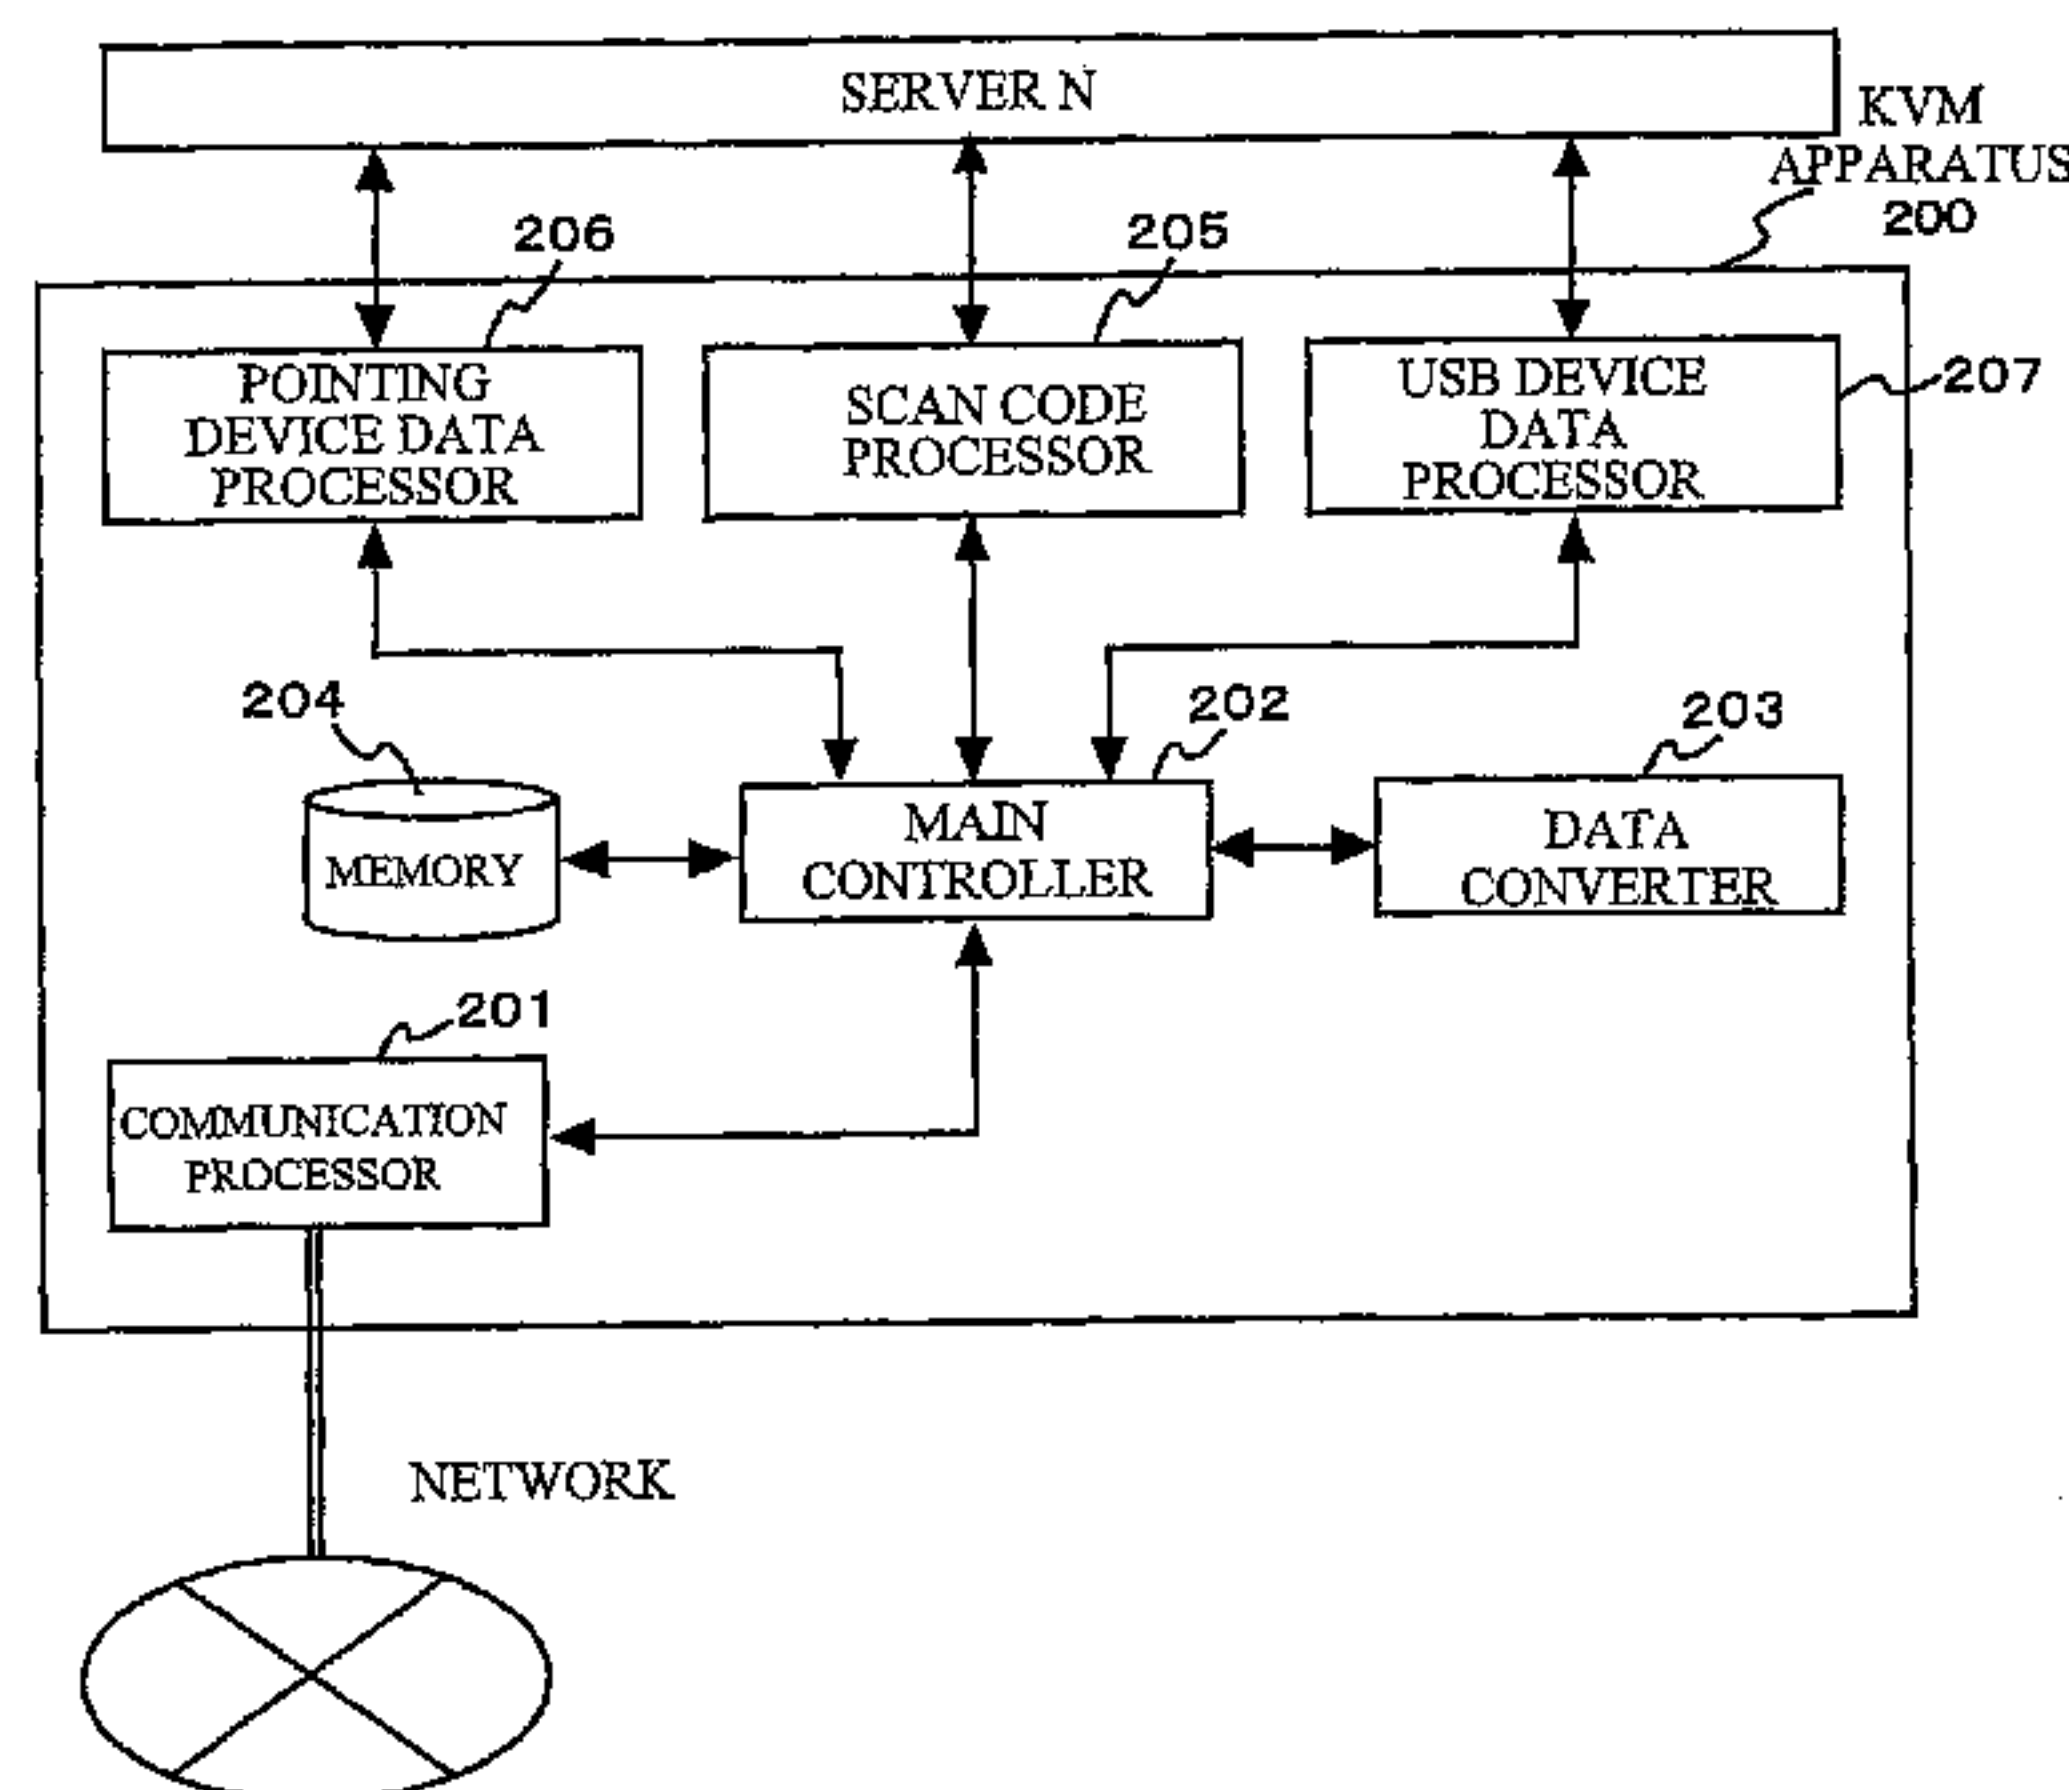 SERVER N
KVM
APPARATUS
200
206
205
POINTING
DEVICE DATA
PROCESSOR
SCAN CODE
PROCESSOR
USB DEVICE
DATA
PROCESSOR
207
204
202
203
MEMORY
MAIN
CONTROLLER
DATA
CONVERTER
201
COMMUNICATION
PROCESSOR
NETWORK